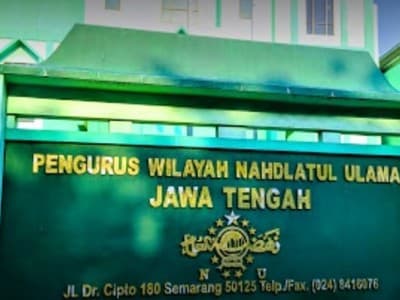 PENGURUS WILAYAH NAHDLATUL ULAMA
JAWA TENGAH
N U
JL. Dr. Cipto 180 Semarang 50125 Telp./Fax. (024) 8416076